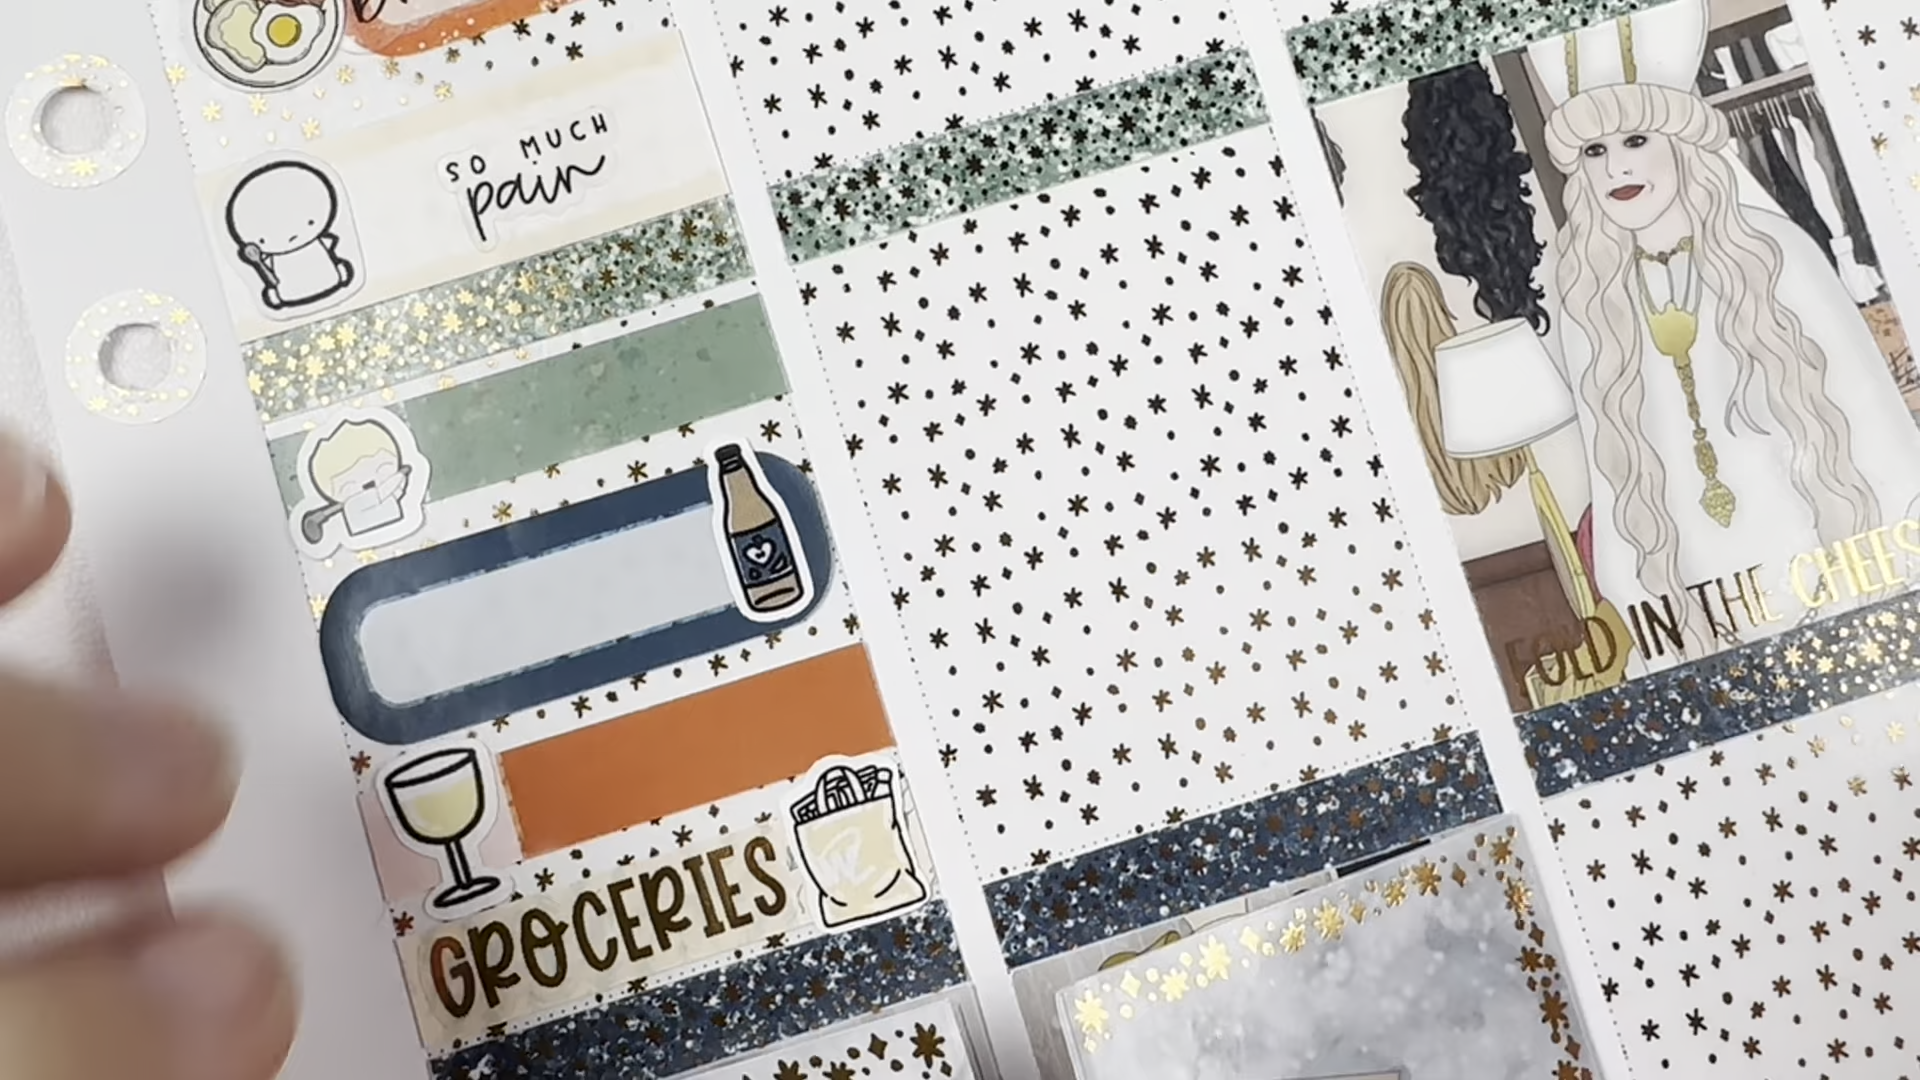 SO MUCH
pain
FOLD IN THE CHEES
GROCERIES